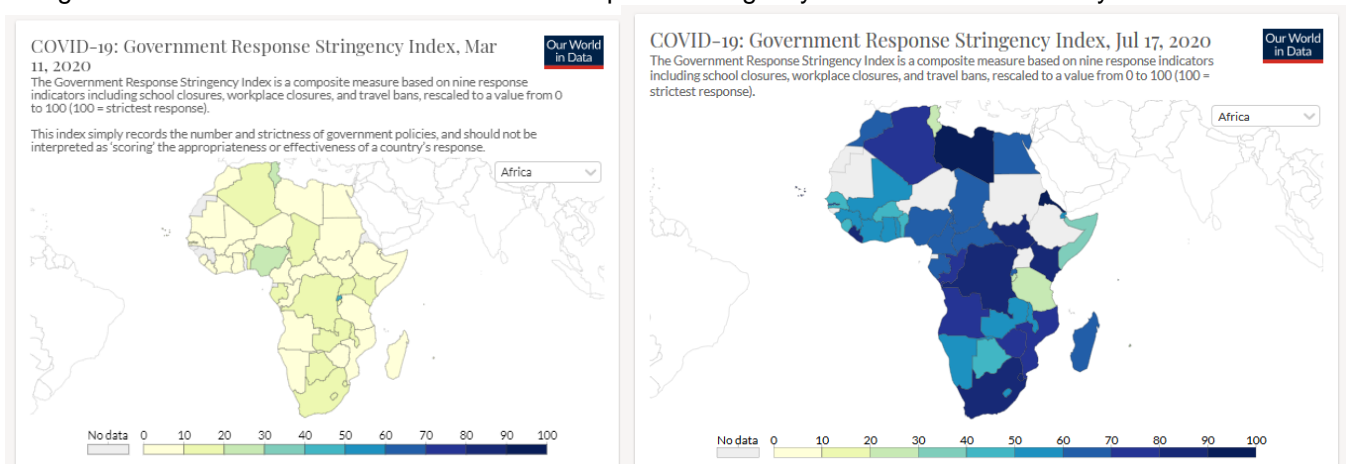 COVID-19: Government Response Stringency Index, Mar
11, 2020
The Government Response Stringency Index is a composite measure based on nine response
indicators including school closures, workplace closures, and travel bans, rescaled to a value from 0
to 100 (100 = strictest response).
This index simply records the number and strictness of government policies, and should not be
interpreted as 'scoring' the appropriateness or effectiveness of a country's response.
Our World
in Data
Africa
No data 0 10 20 30 40 50 60 70 80 90 100
COVID-19: Government Response Stringency Index, Jul 17, 2020
The Government Response Stringency Index is a composite measure based on nine response indicators
including school closures, workplace closures, and travel bans, rescaled to a value from 0 to 100 (100 =
strictest response).
Our World
in Data
Africa
No data 0 10 20 30 40 50 60 70 80 90 100